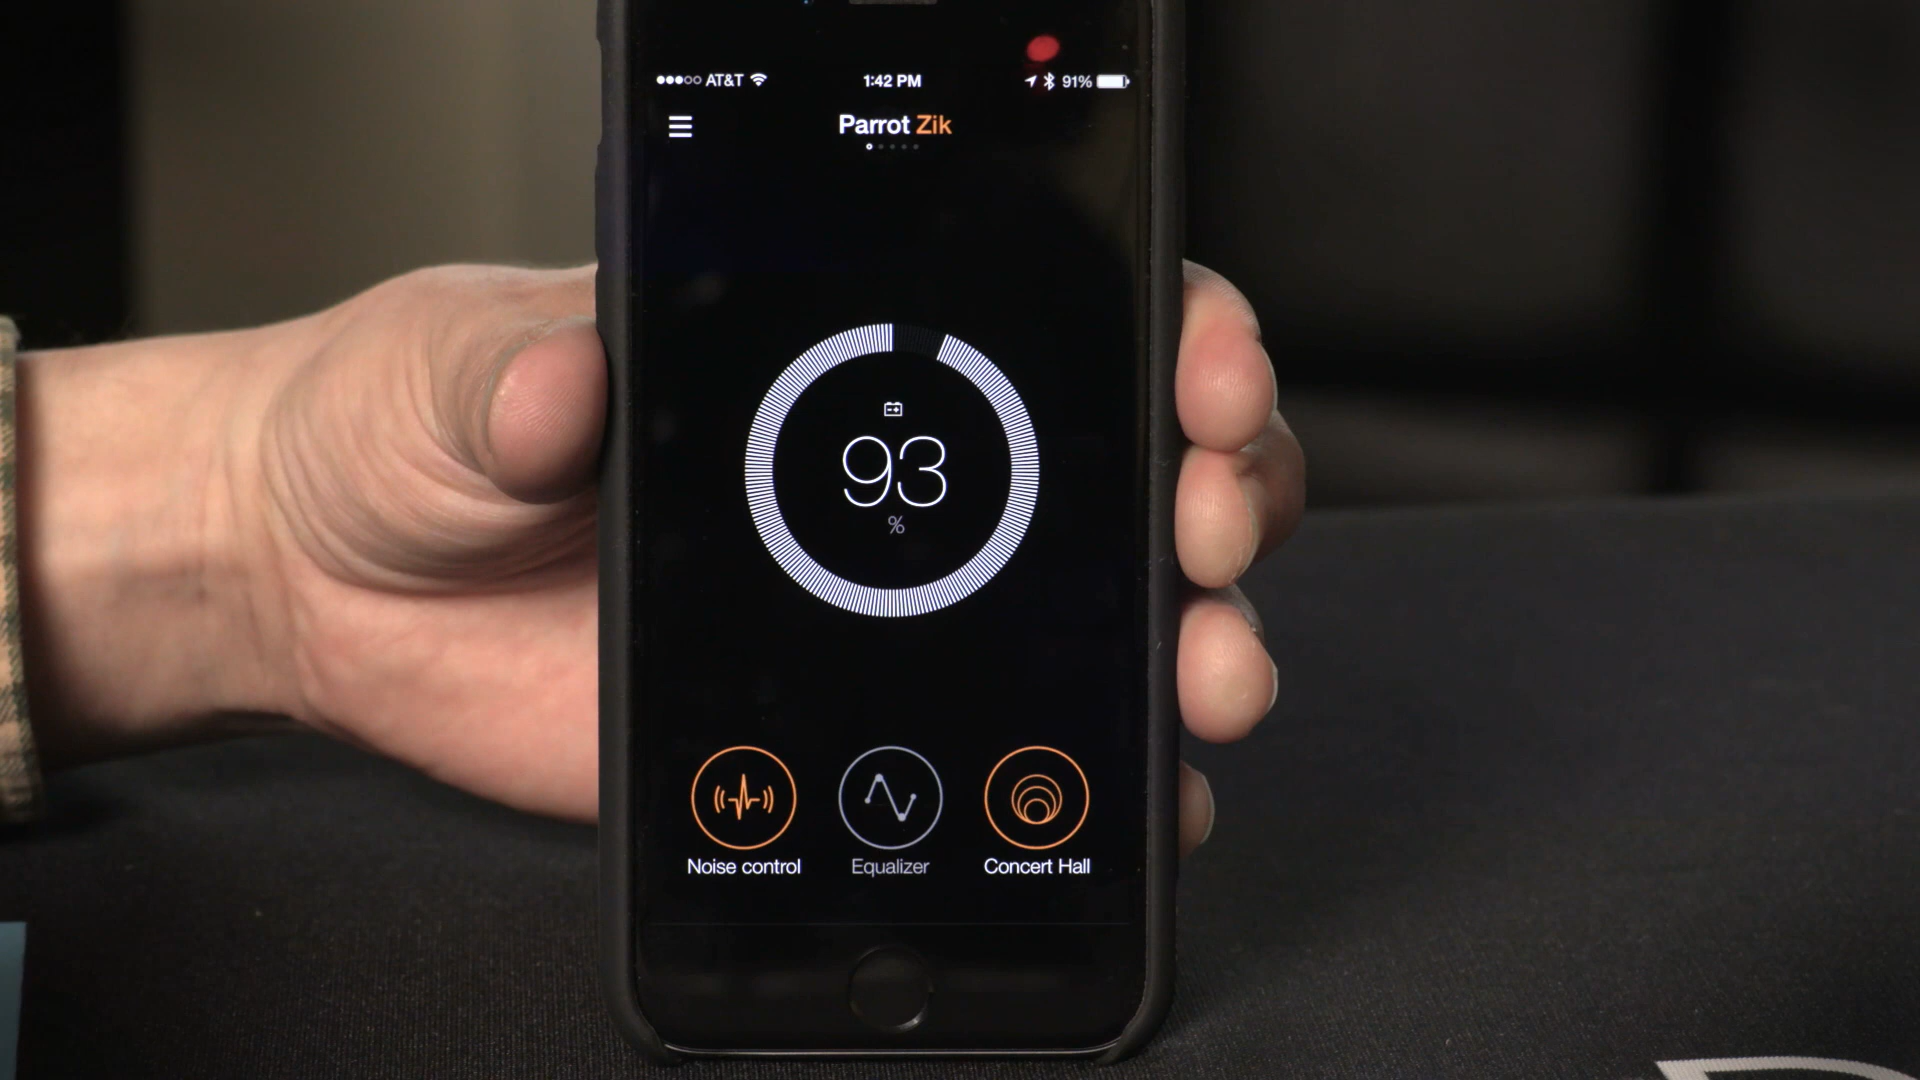 AT&T 1:42 PM 91%
Parrot Zik
93
%
Noise control Equalizer Concert Hall